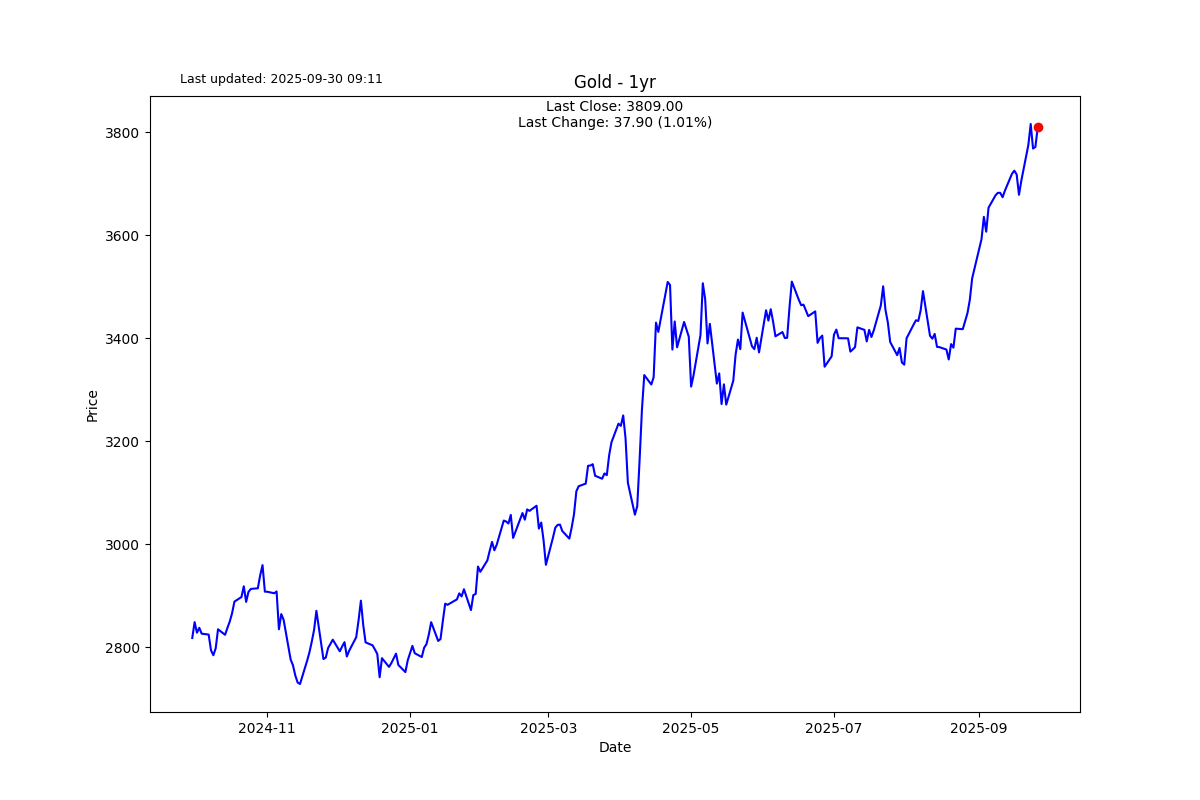 Last updated: 2025-09-30 09:11
Gold - 1yr
Last Close: 3809.00
Last Change: 37.90 (1.01%)
3800
3600
3400
3200
3000
2800
Price
2024-11
2025-01
2025-03
2025-05
2025-07
2025-09
Date